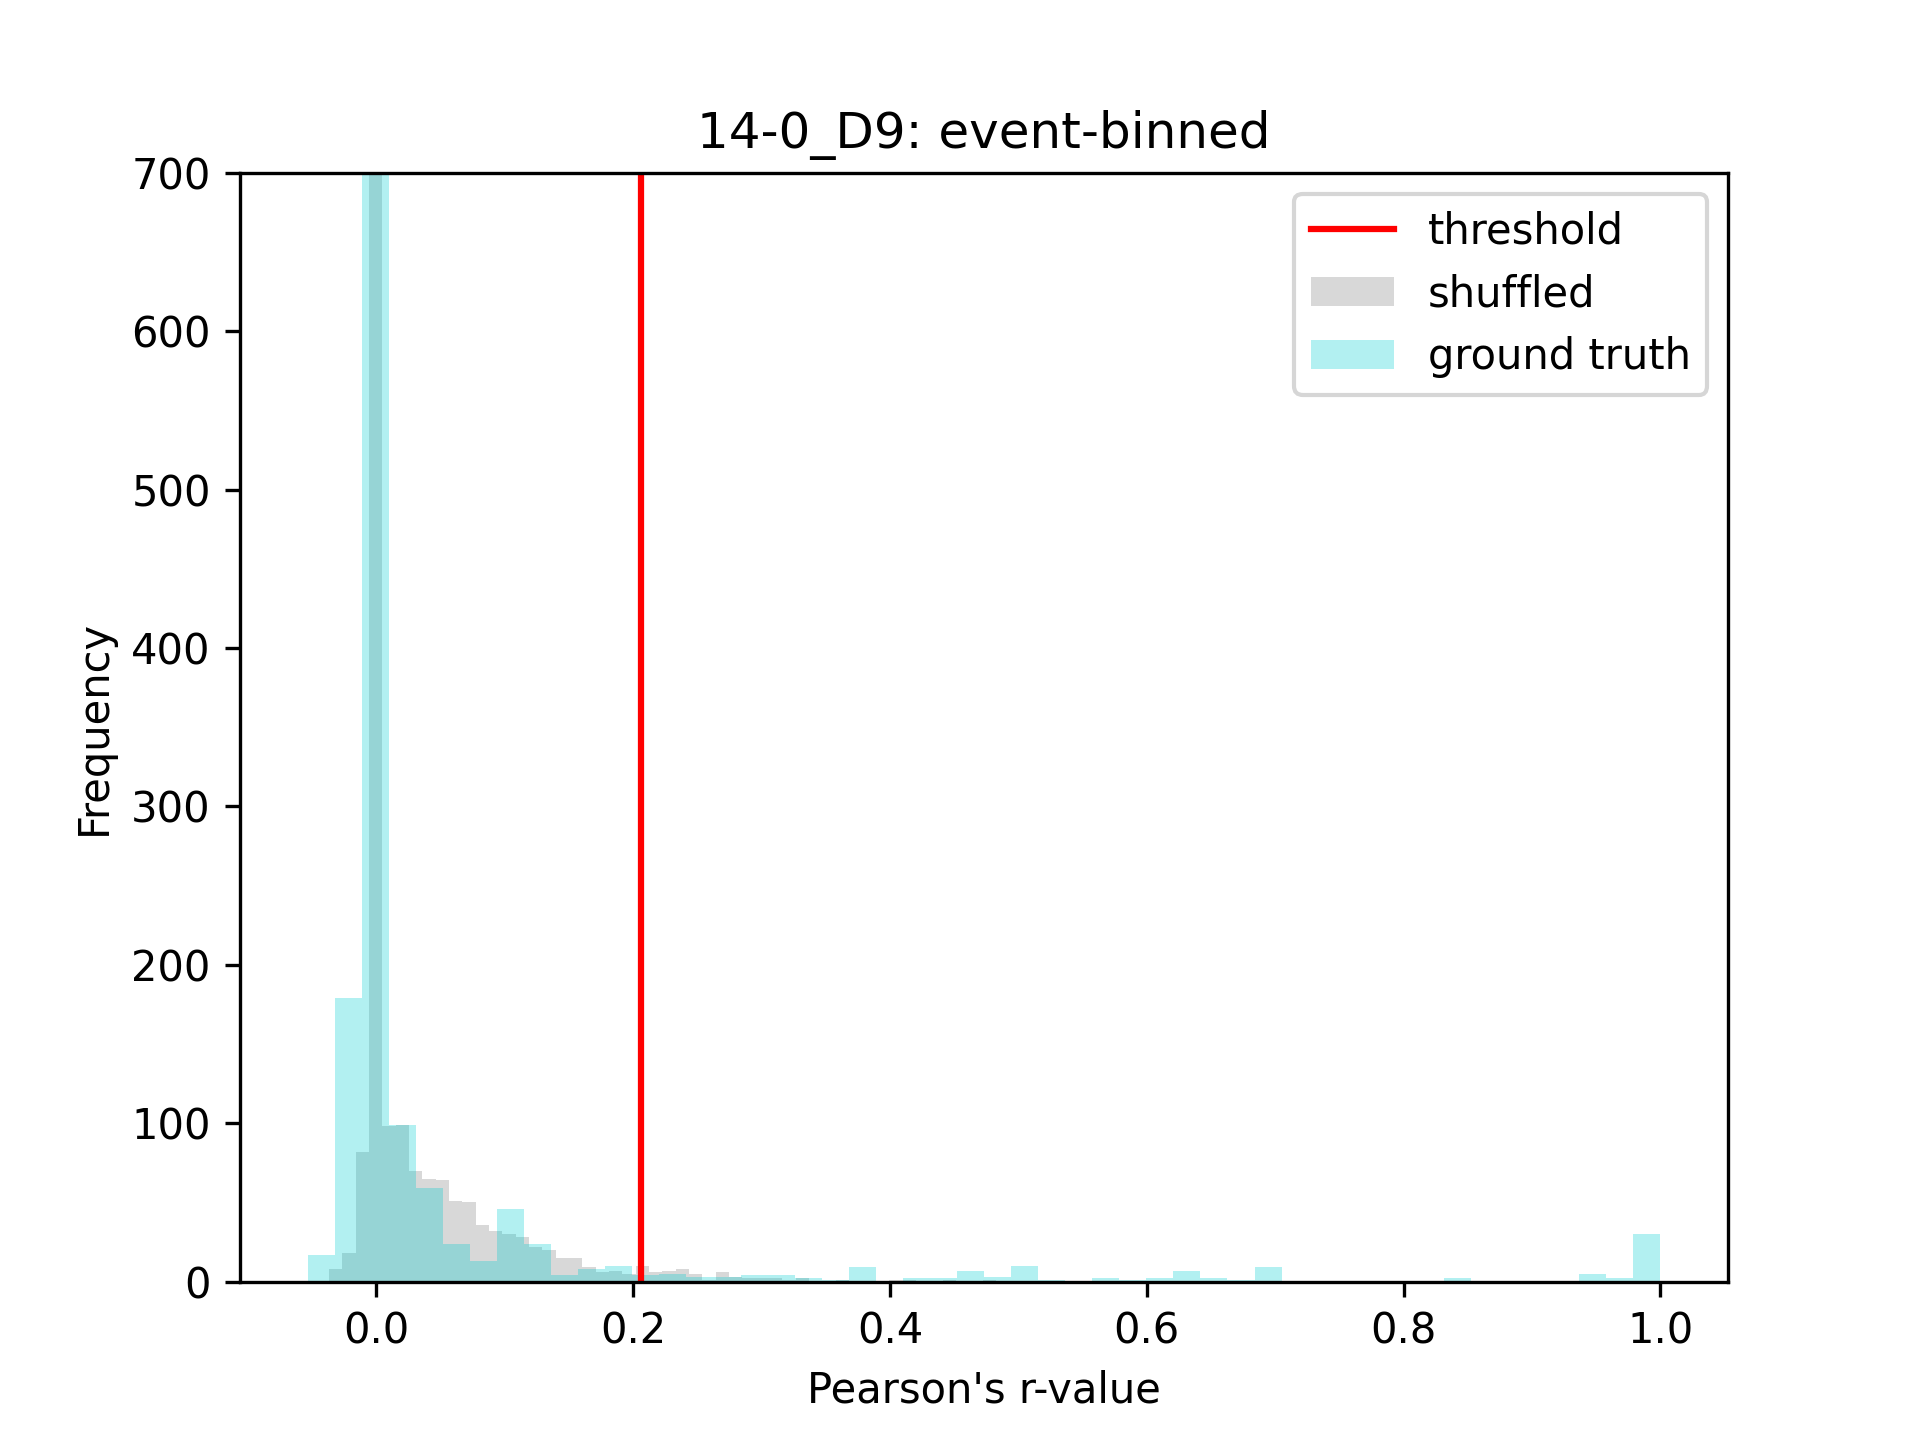 14-0_D9: event-binned
700
600
500
400
300
200
100
0
Frequency
threshold
shuffled
ground truth
0.0 0.2 0.4 0.6 0.8 1.0
Pearson's r-value